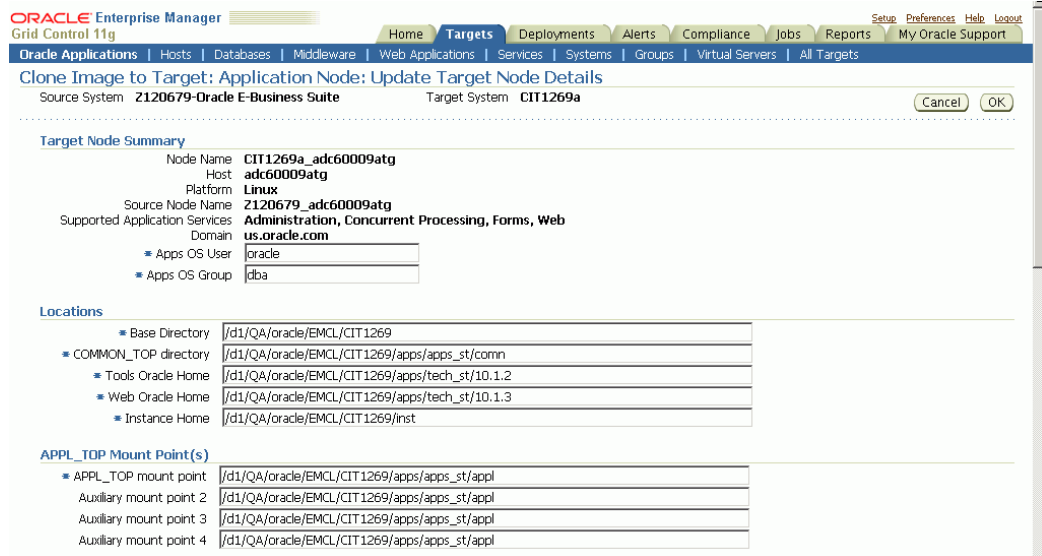 ORACLE Enterprise Manager
Grid Control 11g
Setup Preferences Help Logout
Home Targets Deployments Alerts Compliance Jobs Reports My Oracle Support
Oracle Applications | Hosts | Databases | Middleware | Web Applications | Services | Systems | Groups | Virtual Servers | All Targets
Clone Image to Target: Application Node: Update Target Node Details
Source System Z120679-Oracle E-Business Suite Target System CIT1269a
Cancel OK
Target Node Summary
Node Name CIT1269a_adc60009atg
Host adc60009atg
Platform Linux
Source Node Name Z120679_adc60009atg
Supported Application Services Administration, Concurrent Processing, Forms, Web
Domain us.oracle.com
* Apps OS User oracle
* Apps OS Group dba
Locations
* Base Directory /d1/QA/oracle/EMCL/CIT1269
* COMMON_TOP directory /d1/QA/oracle/EMCL/CIT1269/apps/apps_st/comn
* Tools Oracle Home /d1/QA/oracle/EMCL/CIT1269/apps/tech_st/10.1.2
* Web Oracle Home /d1/QA/oracle/EMCL/CIT1269/apps/tech_st/10.1.3
* Instance Home /d1/QA/oracle/EMCL/CIT1269/inst
APPL_TOP Mount Point(s)
* APPL_TOP mount point /d1/QA/oracle/EMCL/CIT1269/apps/apps_st/appl
Auxiliary mount point 2 /d1/QA/oracle/EMCL/CIT1269/apps/apps_st/appl
Auxiliary mount point 3 /d1/QA/oracle/EMCL/CIT1269/apps/apps_st/appl
Auxiliary mount point 4 /d1/QA/oracle/EMCL/CIT1269/apps/apps_st/appl